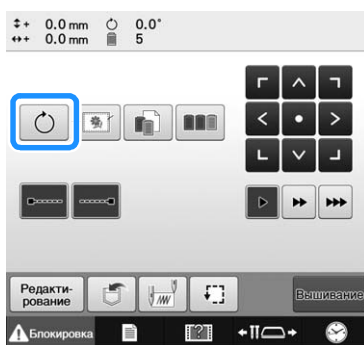 0.0 mm 0.0°
0.0 mm 5
Редакти-
рование
Вышивание
Блокировка